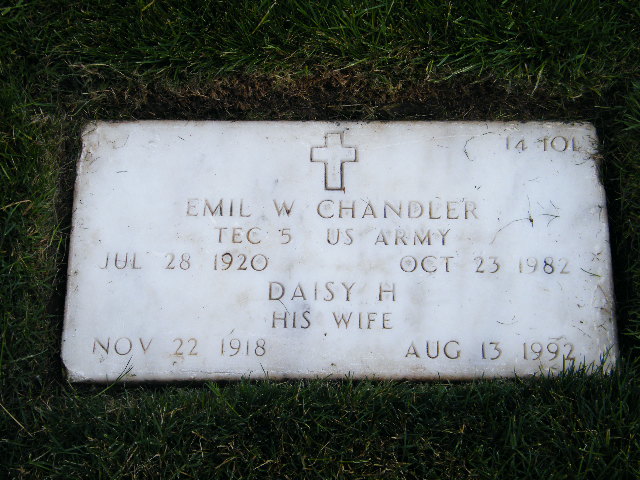 14 101
EMIL W CHANDLER
TEC 5 US ARMY
JUL 28 1920 OCT 23 1982
DAISY H
HIS WIFE
NOV 22 1918 AUG 13 1992